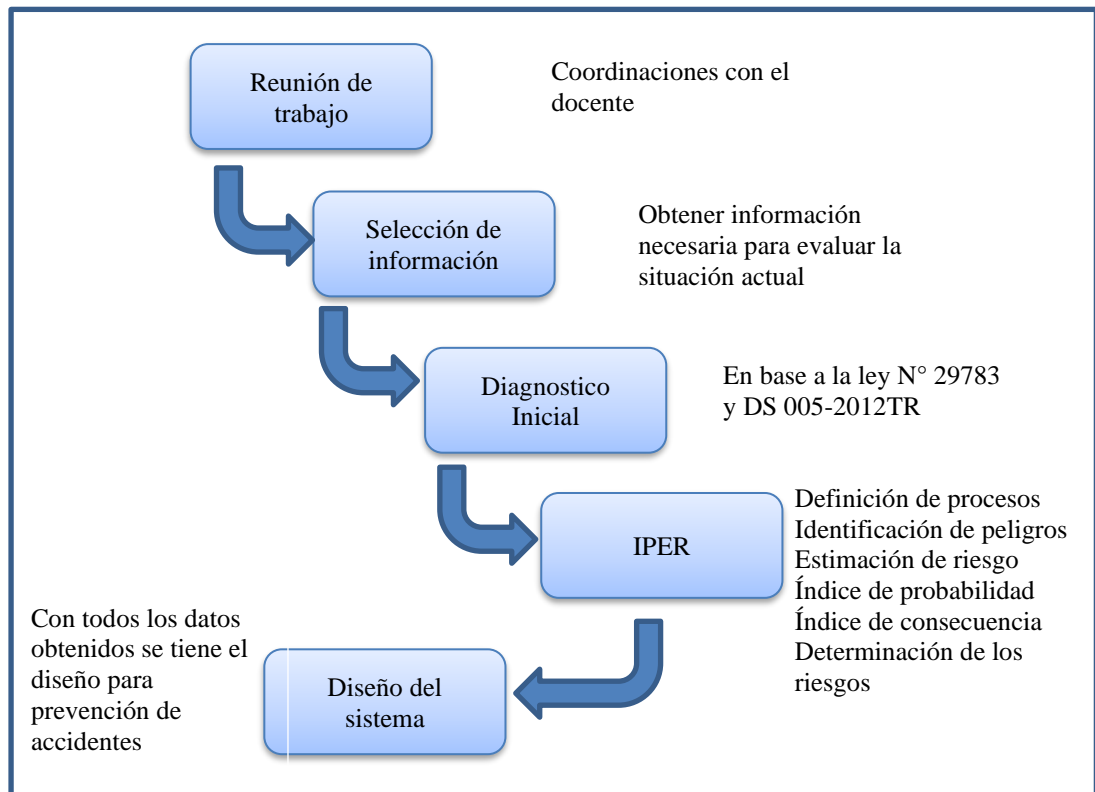 Reunión de
trabajo
Coordinaciones con el
docente
Selección de
información
Obtener información
necesaria para evaluar la
situación actual
Diagnostico
Inicial
En base a la ley N° 29783
y DS 005-2012TR
IPER
Definición de procesos
Identificación de peligros
Estimación de riesgo
Índice de probabilidad
Índice de consecuencia
Determinación de los
riesgos
Con todos los datos
obtenidos se tiene el
diseño para
prevención de
accidentes
Diseño del
sistema